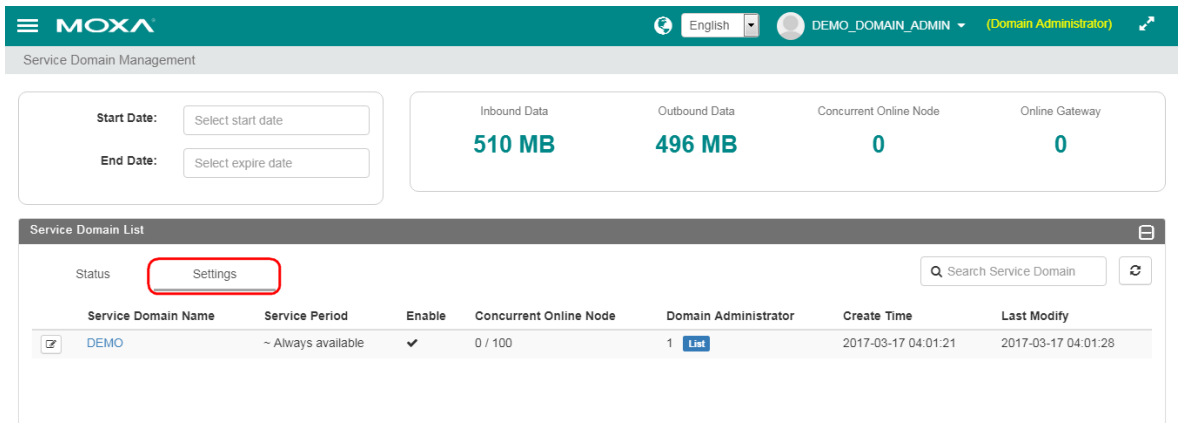 MOXA English DEMO_DOMAIN_ADMIN (Domain Administrator)
Service Domain Management
Start Date: Select start date
End Date: Select expire date
Inbound Data Outbound Data Concurrent Online Node Online Gateway
510 MB 496 MB 0 0
Service Domain List
Status Settings Search Service Domain
Service Domain Name Service Period Enable Concurrent Online Node Domain Administrator Create Time Last Modify
DEMO ~ Always available 0 / 100 1 List 2017-03-17 04:01:21 2017-03-17 04:01:28